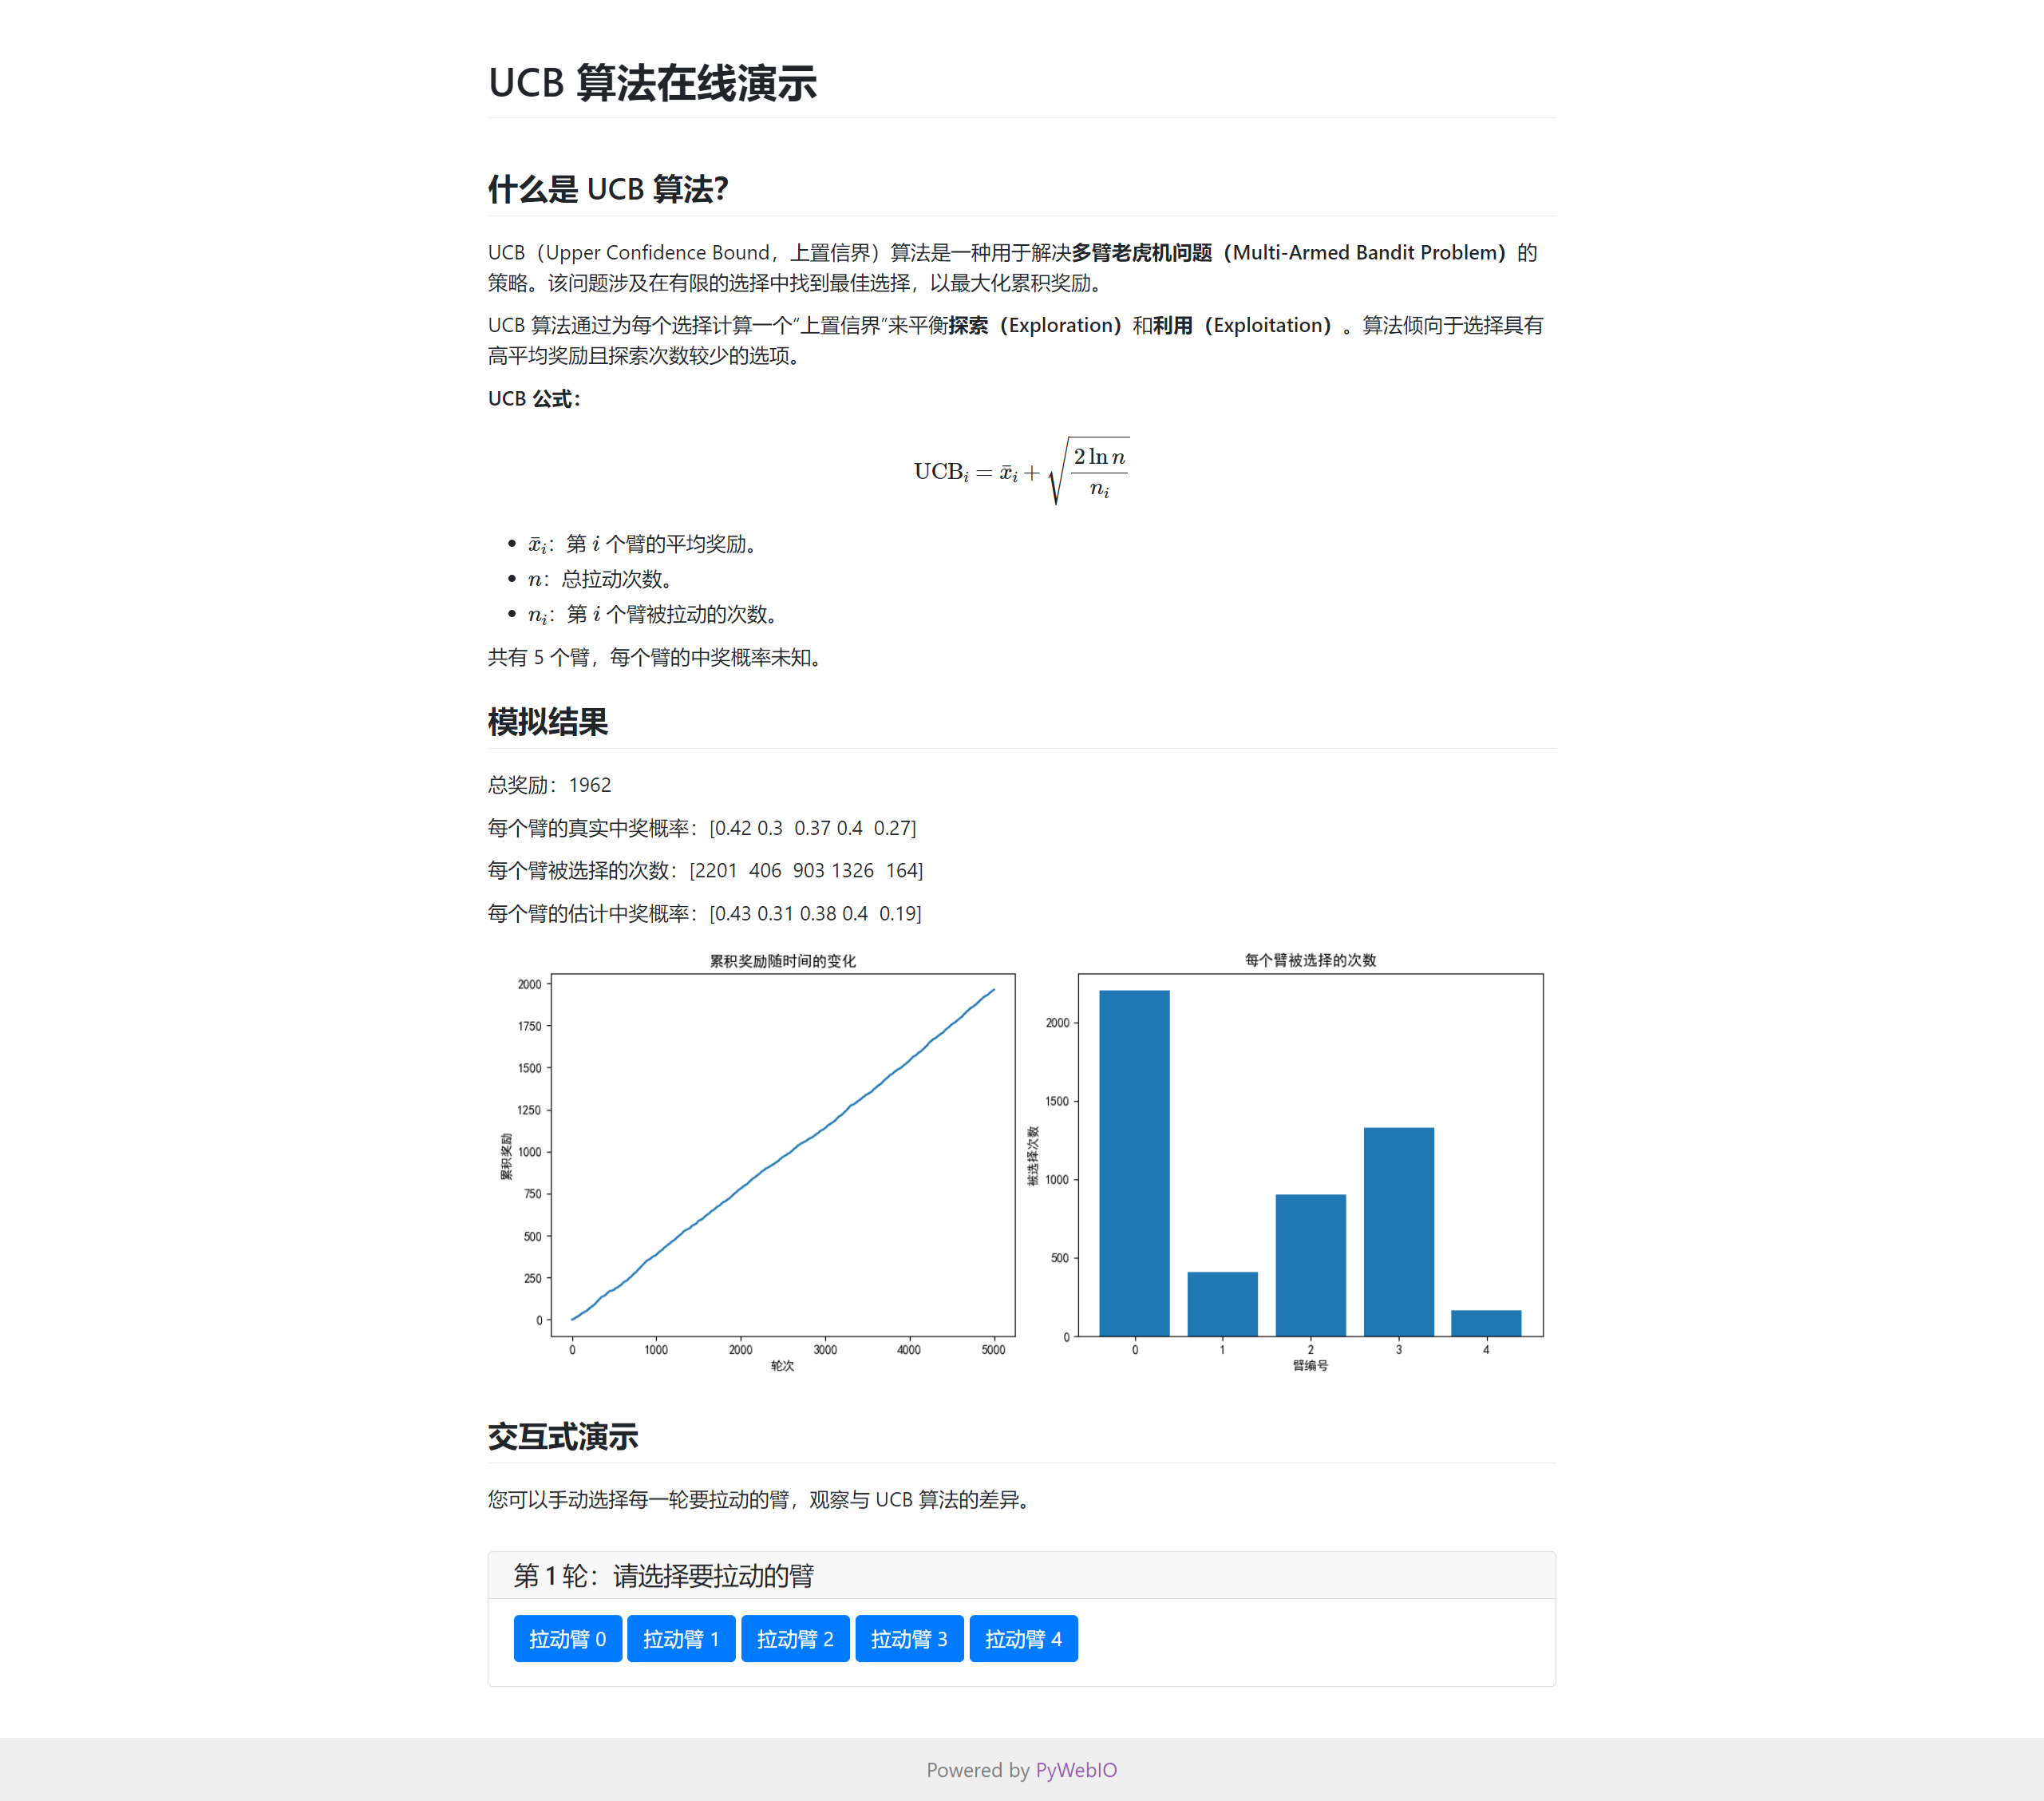 UCB 算法在线演示
什么是 UCB 算法?
UCB（Upper Confidence Bound，上置信界）算法是一种用于解决多臂老虎机问题（Multi-Armed Bandit Problem）的
策略。该问题涉及在有限的选择中找到最佳选择，以最大化累积奖励。
UCB 算法通过为每个选择计算一个“上置信界”来平衡探索（Exploration）和利用（Exploitation）。算法倾向于选择具有
高平均奖励且探索次数较少的选项。
UCB 公式：
UCB_i = x̄_i + √(2 ln n / n_i)
• x̄_i：第 i 个臂的平均奖励。
• n：总拉动次数。
• n_i：第 i 个臂被拉动的次数。
共有 5 个臂，每个臂的中奖概率未知。
模拟结果
总奖励：1962
每个臂的真实中奖概率：[0.42 0.3  0.37 0.4  0.27]
每个臂被选择的次数：[2201  406  903 1326  164]
每个臂的估计中奖概率：[0.43 0.31 0.38 0.4  0.19]
累积奖励随时间的变化
2000
1750
1500
1250
1000
750
500
250
0
累积奖励
0 1000 2000 3000 4000 5000
轮次
每个臂被选择的次数
2000
1500
1000
500
0
被选择次数
0 1 2 3 4
臂编号
交互式演示
您可以手动选择每一轮要拉动的臂，观察与 UCB 算法的差异。
第 1 轮：请选择要拉动的臂
拉动臂 0 拉动臂 1 拉动臂 2 拉动臂 3 拉动臂 4
Powered by PyWebIO